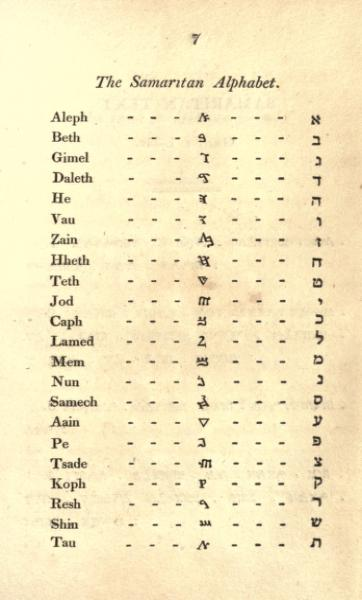 7
The Samaritan Alphabet.
Aleph - - - ࠀ - - - א
Beth - - - ࠁ - - - ב
Gimel - - - ࠂ - - - ג
Daleth - - - ࠃ - - - ד
He - - - ࠄ - - - ה
Vau - - - ࠅ - - - ו
Zain - - - ࠆ - - - ז
Hheth - - - ࠇ - - - ח
Teth - - - ࠈ - - - ט
Jod - - - ࠉ - - - י
Caph - - - ࠊ - - - כ
Lamed - - - ࠋ - - - ל
Mem - - - ࠌ - - - מ
Nun - - - ࠍ - - - נ
Samech - - - ࠎ - - - ס
Aain - - - ࠏ - - - ע
Pe - - - ࠐ - - - פ
Tsade - - - ࠑ - - - צ
Koph - - - ࠒ - - - ק
Resh - - - ࠓ - - - ר
Shin - - - ࠔ - - - ש
Tau - - - ࠕ - - - ת